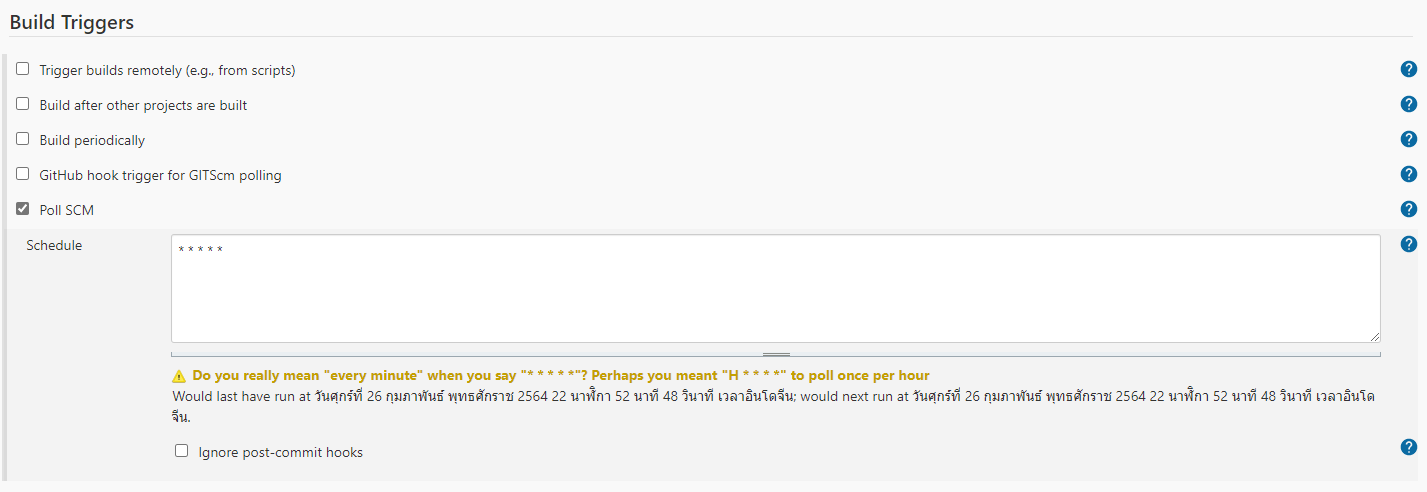 Build Triggers
Trigger builds remotely (e.g., from scripts)
Build after other projects are built
Build periodically
GitHub hook trigger for GITScm polling
Poll SCM
Schedule
* * * * *
Do you really mean "every minute" when you say "* * * * *"? Perhaps you meant "H * * * *" to poll once per hour
Would last have run at วันศุกร์ที่ 26 กุมภาพันธ์ พุทธศักราช 2564 22 นาฬิกา 52 นาที 48 วินาที เวลาอินโดจีน; would next run at วันศุกร์ที่ 26 กุมภาพันธ์ พุทธศักราช 2564 22 นาฬิกา 52 นาที 48 วินาที เวลาอินโด
จีน.
Ignore post-commit hooks